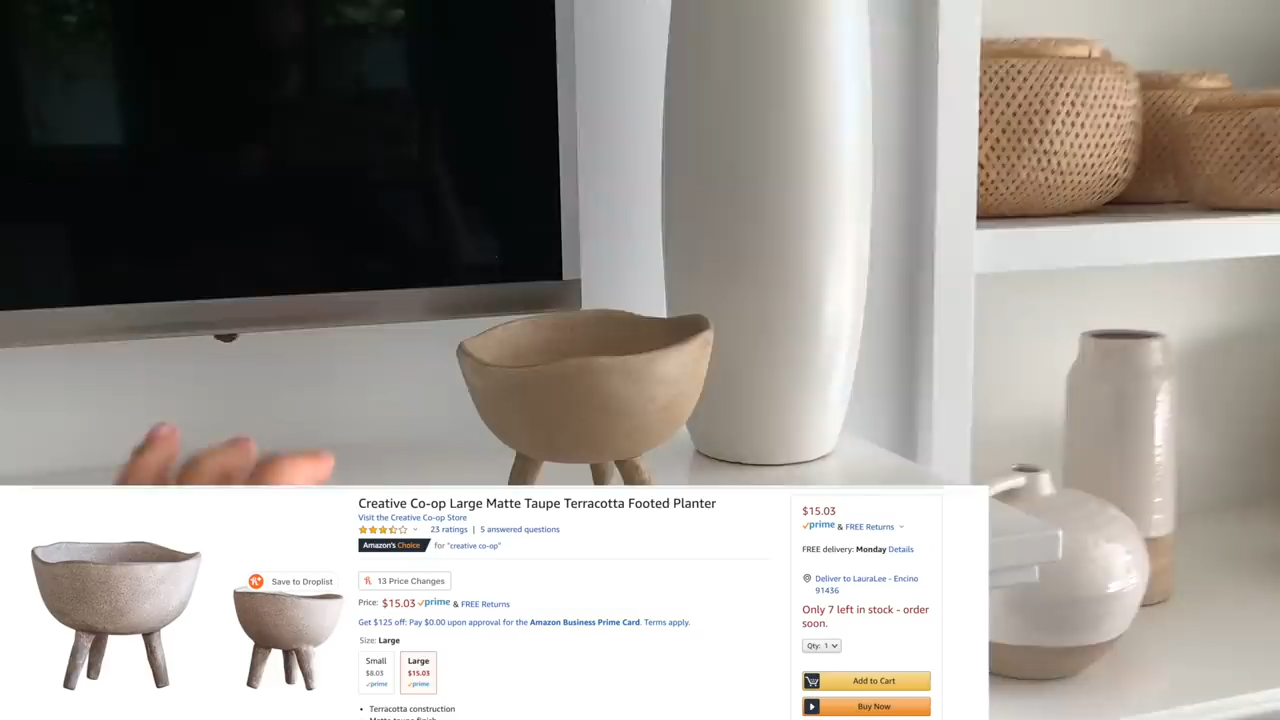 Creative Co-op Large Matte Taupe Terracotta Footed Planter
Visit the Creative Co-op Store
23 ratings | 5 answered questions
Amazon's Choice for "creative co-op"
Save to Droplist
13 Price Changes
Price: $15.03 prime & FREE Returns
Get $125 off: Pay $0.00 upon approval for the Amazon Business Prime Card. Terms apply.
Size: Large
Small
$8.03
prime
Large
$15.03
prime
• Terracotta construction
• Matte taupe finish
$15.03
prime & FREE Returns
FREE delivery: Monday Details
Deliver to LauraLee - Encino
91436
Only 7 left in stock - order
soon.
Qty: 1
Add to Cart
Buy Now